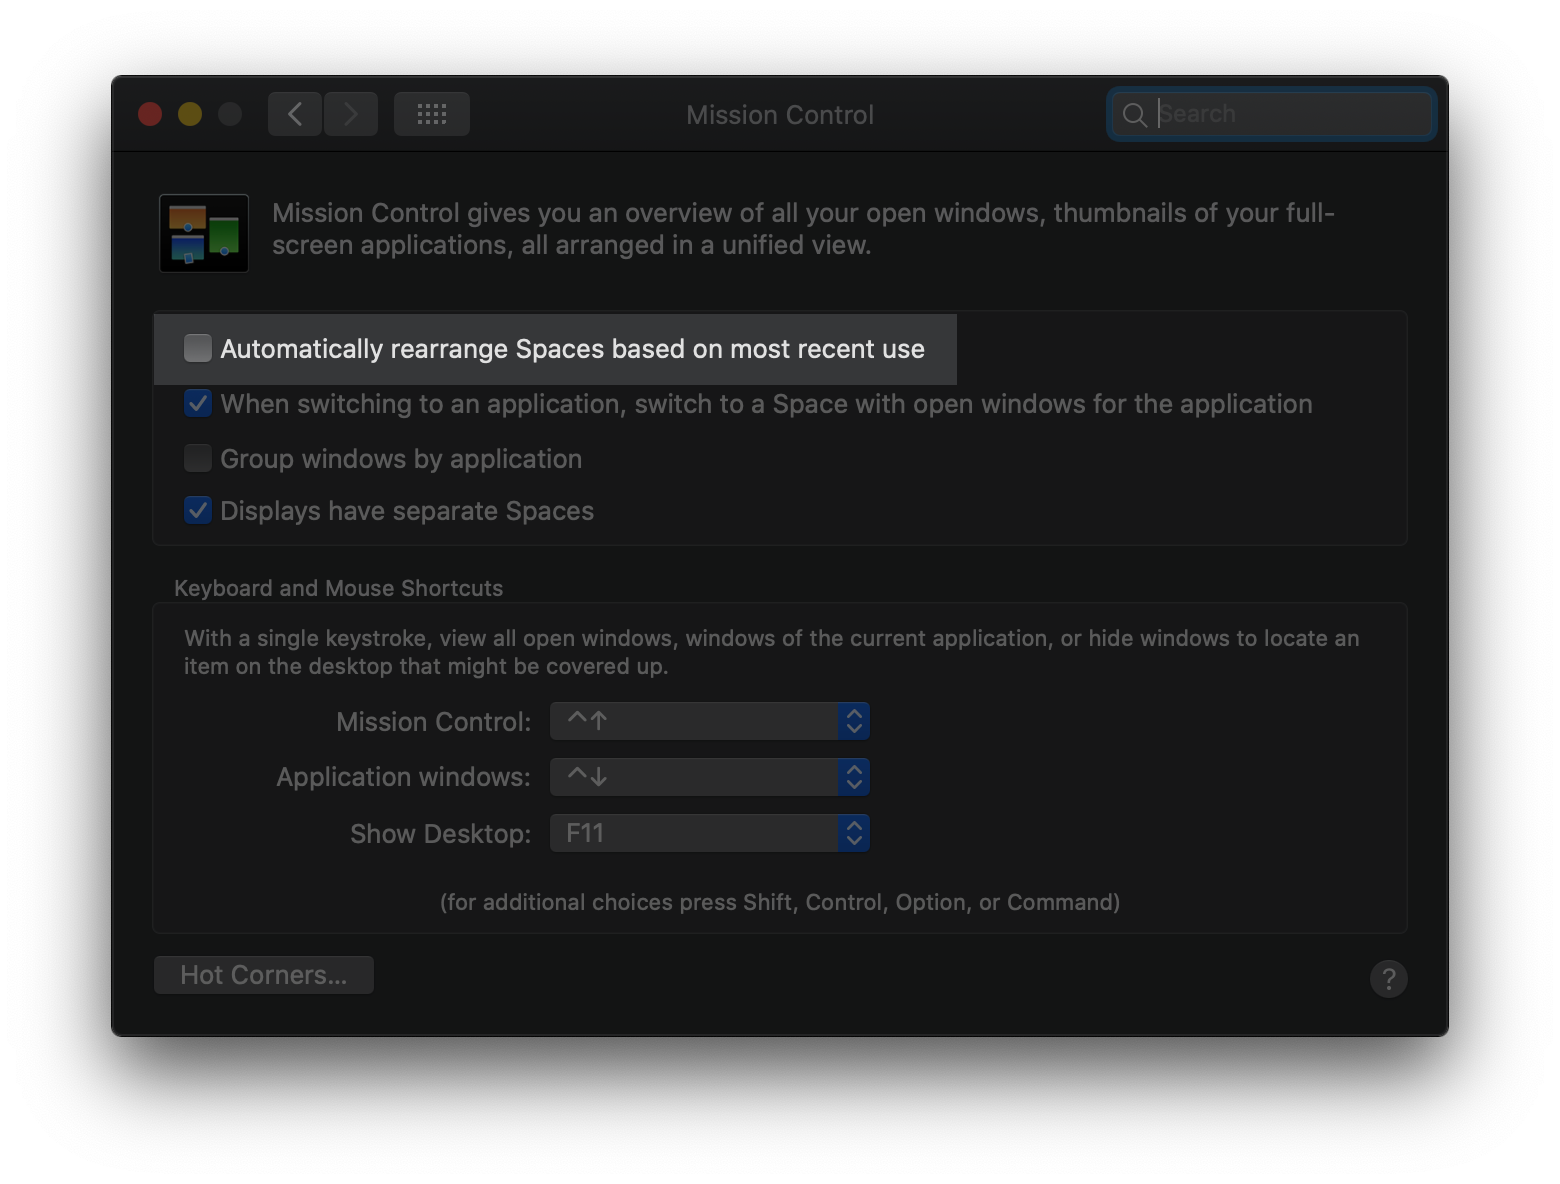 Mission Control
Search
Mission Control gives you an overview of all your open windows, thumbnails of your full-
screen applications, all arranged in a unified view.
Automatically rearrange Spaces based on most recent use
When switching to an application, switch to a Space with open windows for the application
Group windows by application
Displays have separate Spaces
Keyboard and Mouse Shortcuts
With a single keystroke, view all open windows, windows of the current application, or hide windows to locate an
item on the desktop that might be covered up.
Mission Control: ^↑
Application windows: ^↓
Show Desktop: F11
(for additional choices press Shift, Control, Option, or Command)
Hot Corners...
?